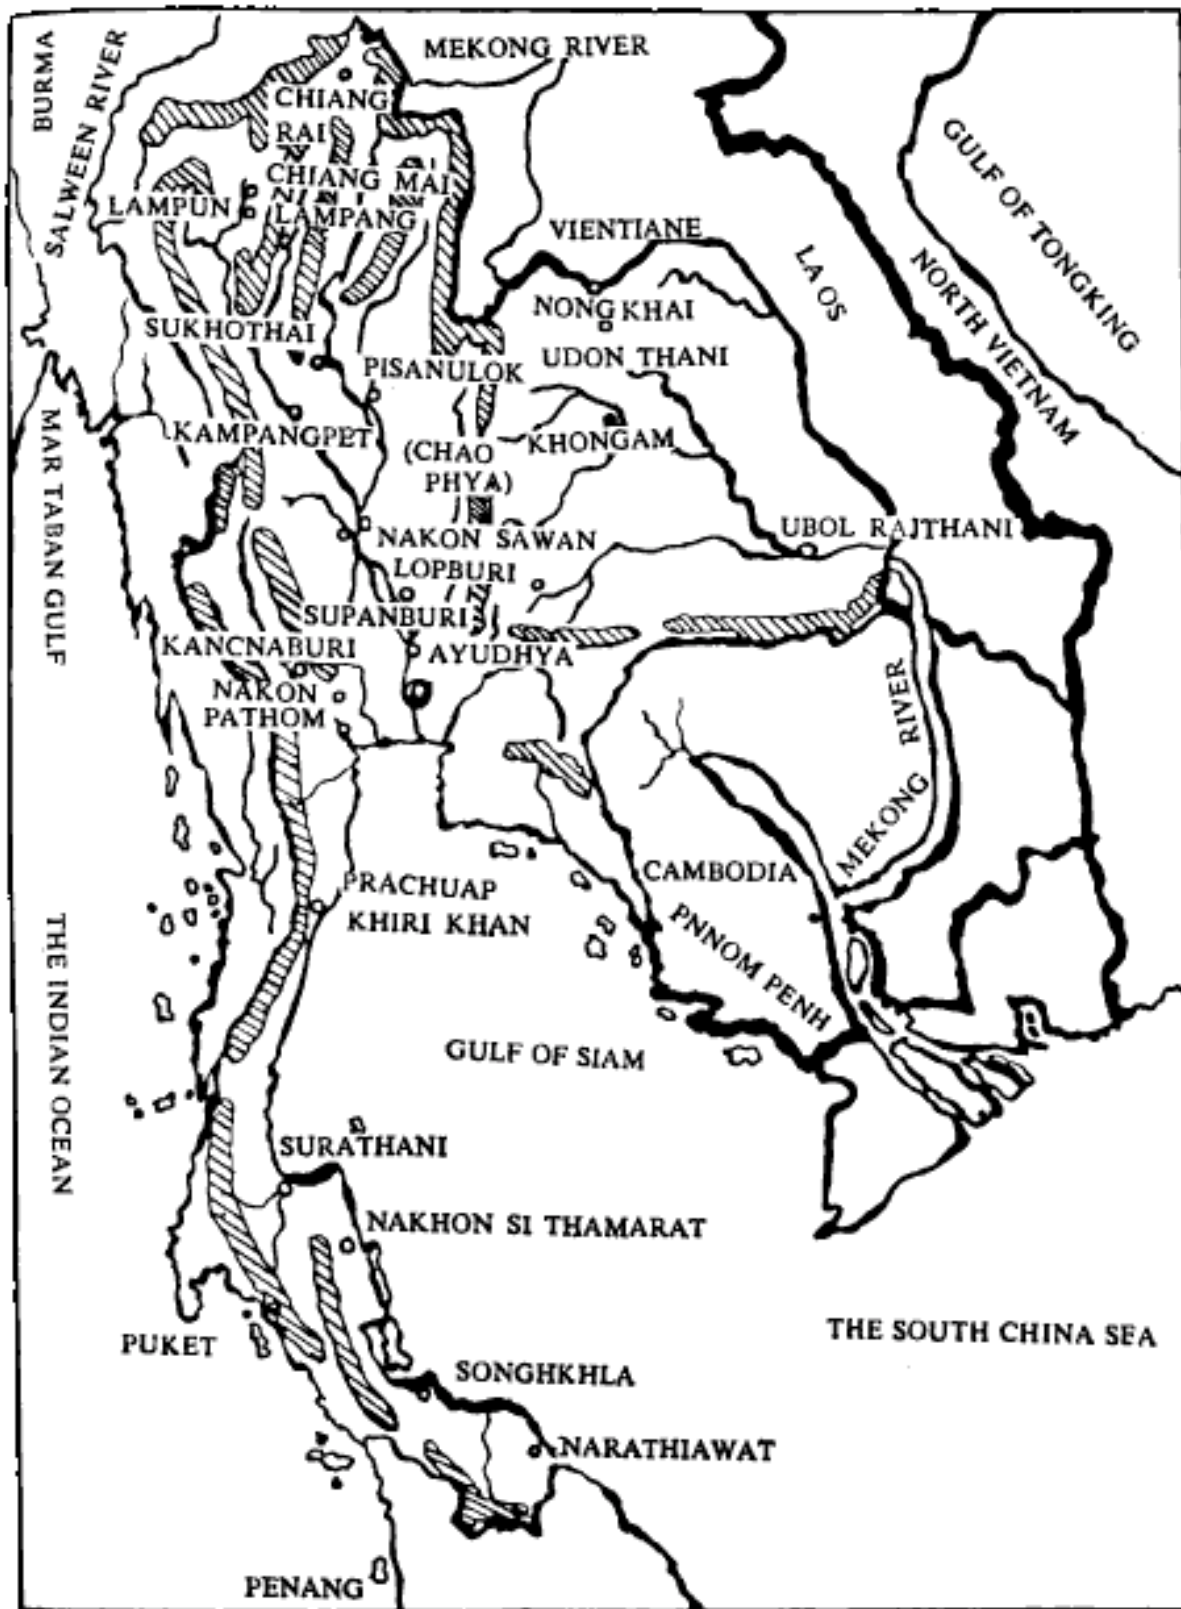 BURMA
SALWEEN RIVER
MEKONG RIVER
CHIANG
RAI
CHIANG MAI
LAMPUN
LAMPANG
GULF OF TONGKING
VIENTIANE
LAOS
NORTH VIETNAM
NONG KHAI
SUKHOTHAI
UDON THANI
PISANULOK
KAMPANGPET
KHONGAM
(CHAO
PHYA)
MAR TABAN GULF
NAKON SAWAN
UBOL RAJTHANI
LOPBURI
SUPANBURI
KANCNABURI
AYUDHYA
NAKON
PATHOM
MEKONG RIVER
CAMBODIA
PRACHUAP
KHIRI KHAN
PNNOM PENH
THE INDIAN OCEAN
GULF OF SIAM
SURATHANI
NAKHON SI THAMARAT
PUKET
THE SOUTH CHINA SEA
SONGHKHLA
NARATHIAWAT
PENANG